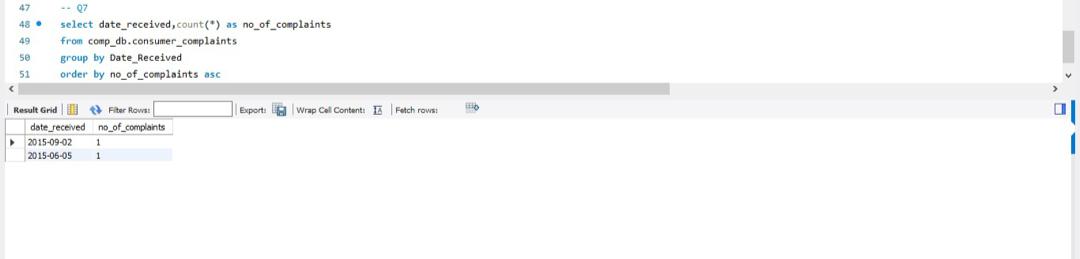 47 -- Q7
48 select date_received,count(*) as no_of_complaints
49 from comp_db.consumer_complaints
50 group by Date_Received
51 order by no_of_complaints asc
Result Grid Filter Rows: Export: Wrap Cell Content: Fetch rows:
date_received no_of_complaints
2015-09-02 1
2015-06-05 1